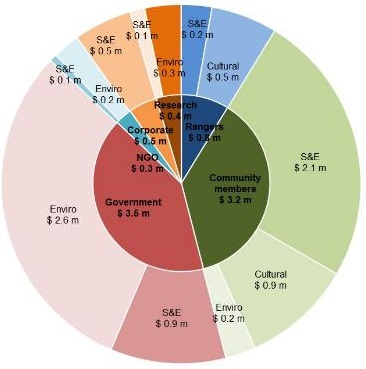 S&E
$ 0.2 m
Cultural
$ 0.5 m
S&E
$ 2.1 m
Cultural
$ 0.9 m
Enviro
$ 0.2 m
S&E
$ 0.9 m
Enviro
$ 2.6 m
S&E
$ 0.1 m
Enviro
$ 0.2 m
S&E
$ 0.5 m
S&E
$ 0.1 m
Enviro
$ 0.3 m
Research
$ 0.4 m
Rangers
$ 0.8 m
Corporate
$ 0.5 m
NGO
$ 0.3 m
Community
members
$ 3.2 m
Government
$ 3.5 m